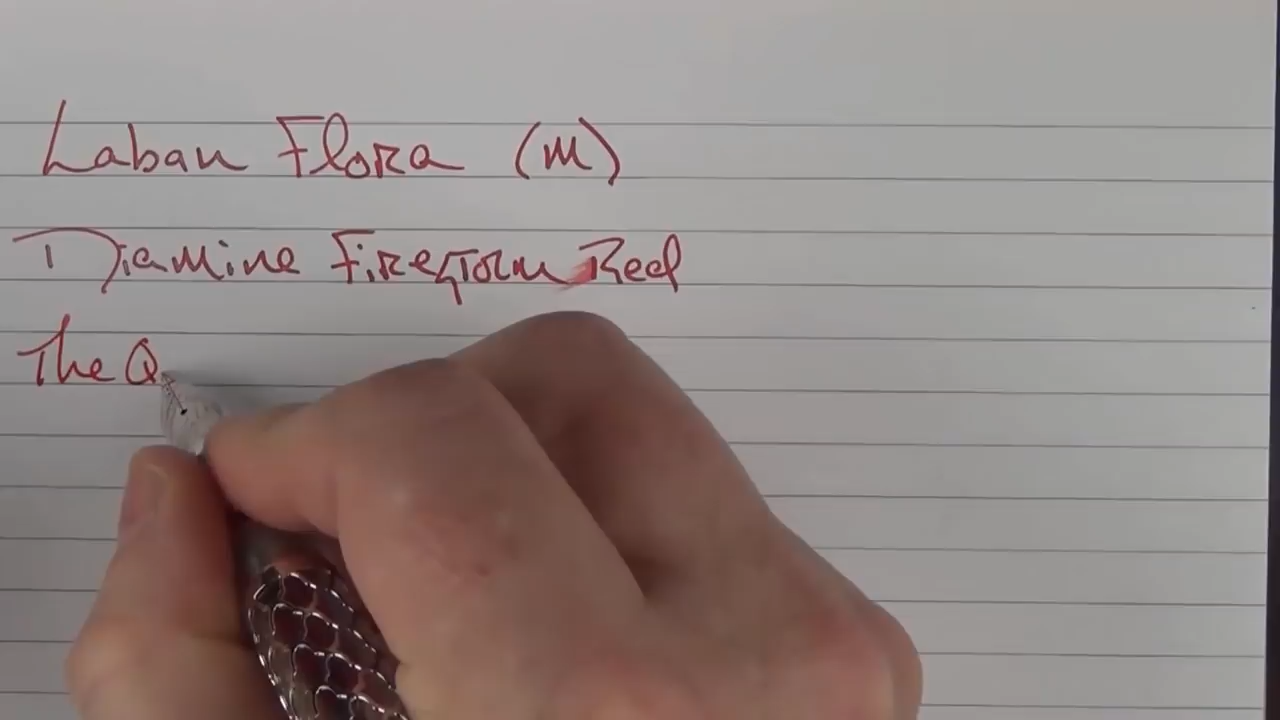 Laban Flora (M)
Diamine Firestorm Red
The Q